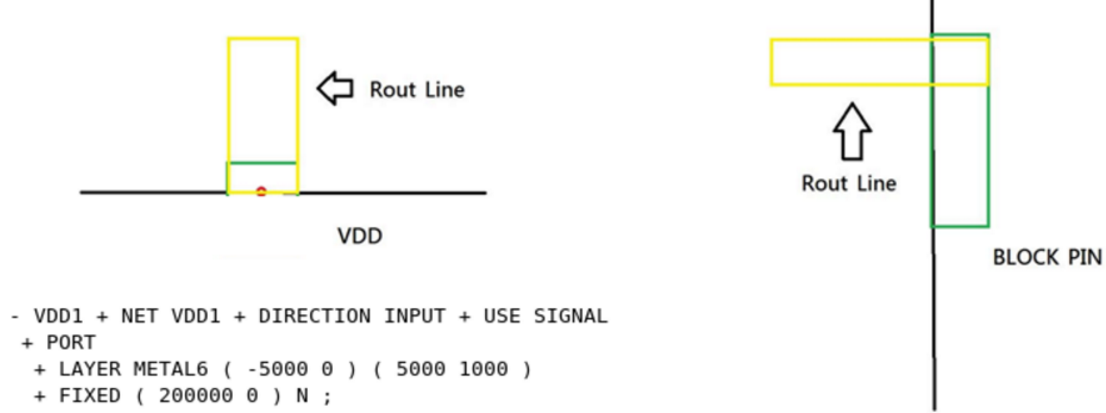 Rout Line
VDD
Rout Line
BLOCK PIN
- VDD1 + NET VDD1 + DIRECTION INPUT + USE SIGNAL
+ PORT
+ LAYER METAL6 ( -5000 0 ) ( 5000 1000 )
+ FIXED ( 200000 0 ) N ;